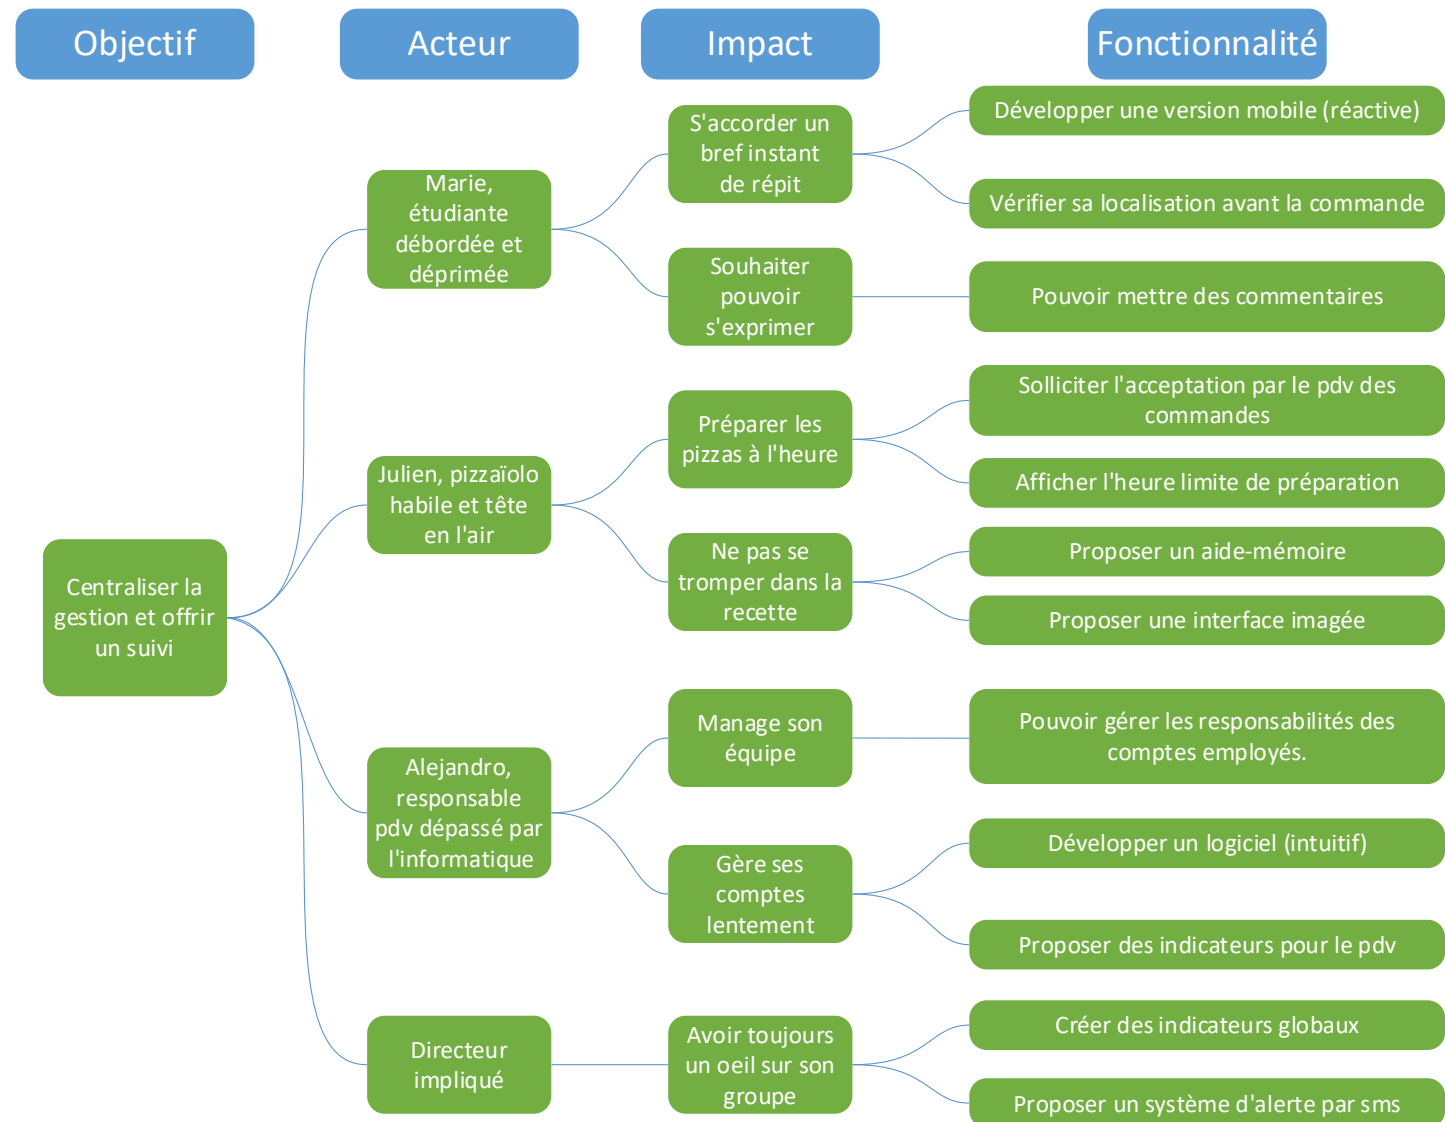 Objectif
Acteur
Impact
Fonctionnalité
Centraliser la
gestion et offrir
un suivi
Marie,
étudiante
débordée et
déprimée
S'accorder un
bref instant
de répit
Développer une version mobile (réactive)
Vérifier sa localisation avant la commande
Souhaiter
pouvoir
s'exprimer
Pouvoir mettre des commentaires
Julien, pizzaïolo
habile et tête
en l'air
Préparer les
pizzas à l'heure
Solliciter l'acceptation par le pdv des
commandes
Afficher l'heure limite de préparation
Ne pas se
tromper dans la
recette
Proposer un aide-mémoire
Proposer une interface imagée
Alejandro,
responsable
pdv dépassé par
l'informatique
Manage son
équipe
Pouvoir gérer les responsabilités des
comptes employés.
Gère ses
comptes
lentement
Développer un logiciel (intuitif)
Proposer des indicateurs pour le pdv
Directeur
impliqué
Avoir toujours
un oeil sur son
groupe
Créer des indicateurs globaux
Proposer un système d'alerte par sms